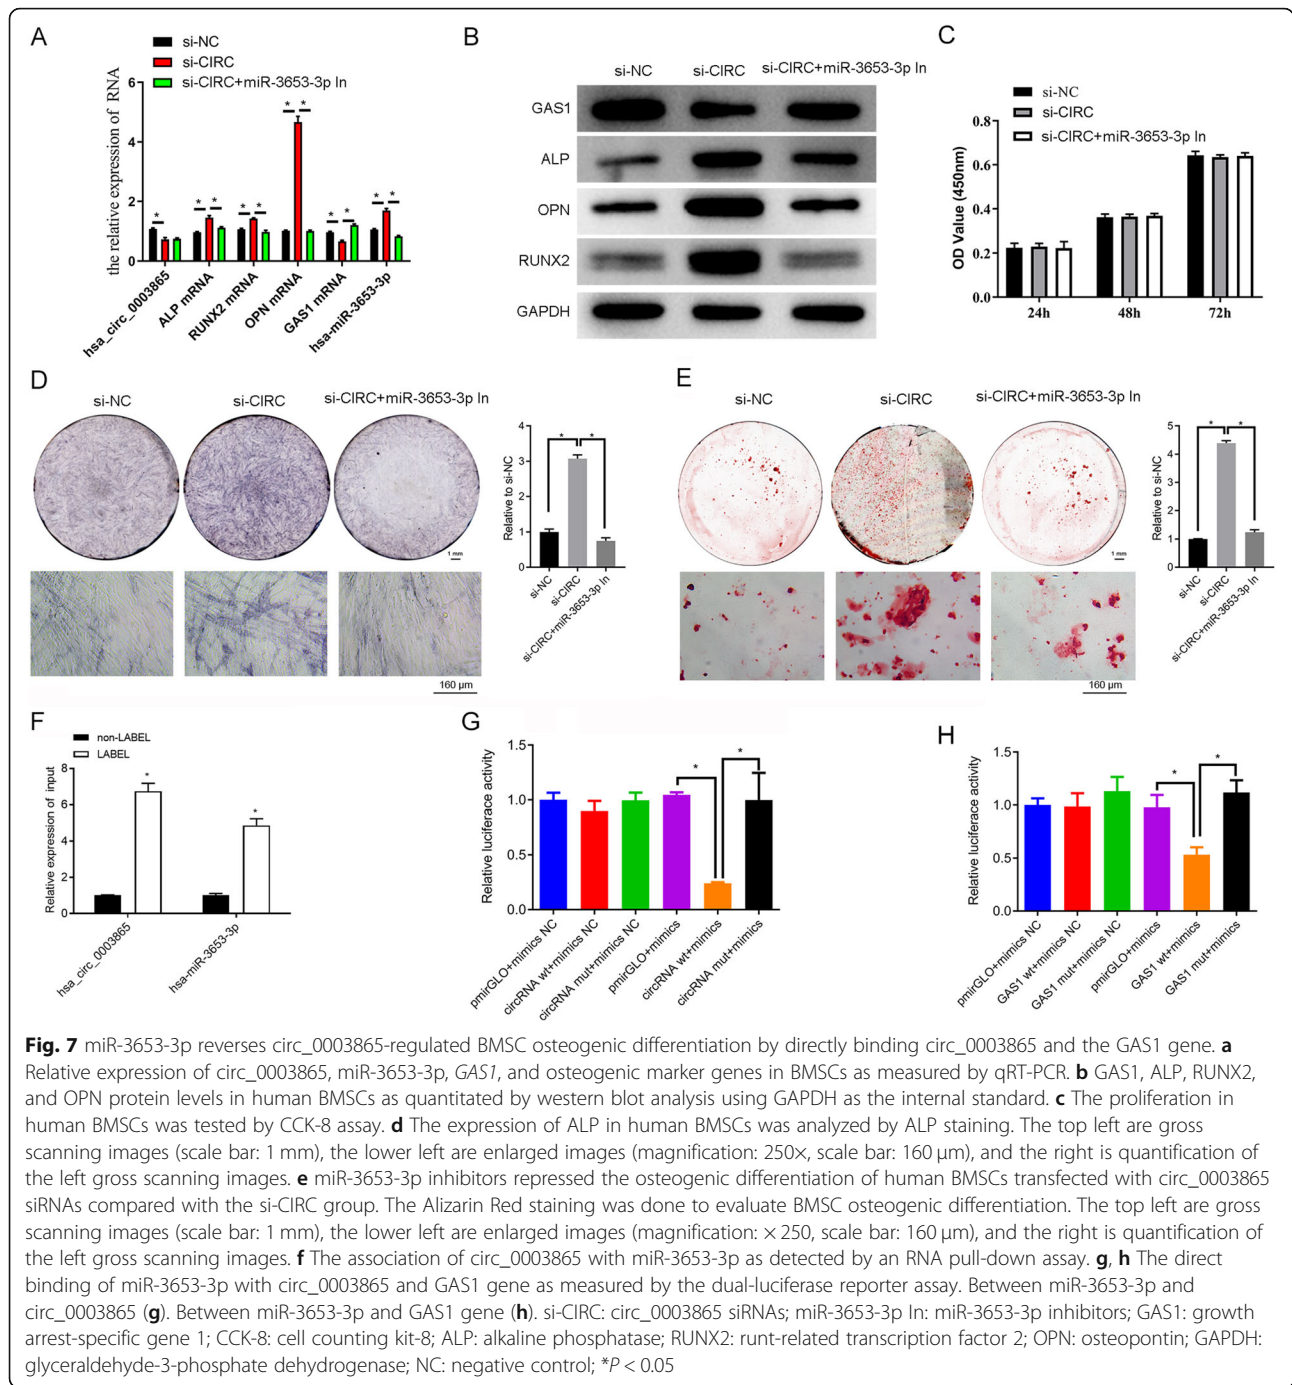 A
si-NC
si-CIRC
si-CIRC+miR-3653-3p In
the relative expression of RNA
6
4
2
0
* * * * * * * * * * *
hsa_circ_0003865
ALP mRNA
RUNX2 mRNA
OPN mRNA
GAS1 mRNA
hsa-miR-3653-3p
B
si-NC si-CIRC si-CIRC+miR-3653-3p In
GAS1
ALP
OPN
RUNX2
GAPDH
C
si-NC
si-CIRC
si-CIRC+miR-3653-3p In
OD Value (450nm)
0.8
0.6
0.4
0.2
0.0
24h 48h 72h
D
si-NC si-CIRC si-CIRC+miR-3653-3p In
1 mm
160 µm
Relative to si-NC
4
3
2
1
0
* *
si-NC
si-CIRC
si-CIRC+miR-3653-3p In
E
si-NC si-CIRC si-CIRC+miR-3653-3p In
1 mm
160 µm
Relative to si-NC
5
4
3
2
1
0
* *
si-NC
si-CIRC
si-CIRC+miR-3653-3p In
F
non-LABEL
LABEL
Relative expression of input
8
6
4
2
0
* *
hsa_circ_0003865
hsa-miR-3653-3p
G
Relative luciferace activity
1.5
1.0
0.5
0.0
* *
pmirGLO+mimics NC
circRNA wt+mimics NC
circRNA mut+mimics NC
pmirGLO+mimics
circRNA wt+mimics
circRNA mut+mimics
H
Relative luciferace activity
1.5
1.0
0.5
0.0
* *
pmirGLO+mimics NC
GAS1 wt+mimics NC
GAS1 mut+mimics NC
pmirGLO+mimics
GAS1 wt+mimics
GAS1 mut+mimics
Fig. 7 miR-3653-3p reverses circ_0003865-regulated BMSC osteogenic differentiation by directly binding circ_0003865 and the GAS1 gene. a
Relative expression of circ_0003865, miR-3653-3p, GAS1, and osteogenic marker genes in BMSCs as measured by qRT-PCR. b GAS1, ALP, RUNX2,
and OPN protein levels in human BMSCs as quantitated by western blot analysis using GAPDH as the internal standard. c The proliferation in
human BMSCs was tested by CCK-8 assay. d The expression of ALP in human BMSCs was analyzed by ALP staining. The top left are gross
scanning images (scale bar: 1 mm), the lower left are enlarged images (magnification: 250×, scale bar: 160 µm), and the right is quantification of
the left gross scanning images. e miR-3653-3p inhibitors repressed the osteogenic differentiation of human BMSCs transfected with circ_0003865
siRNAs compared with the si-CIRC group. The Alizarin Red staining was done to evaluate BMSC osteogenic differentiation. The top left are gross
scanning images (scale bar: 1 mm), the lower left are enlarged images (magnification: × 250, scale bar: 160 µm), and the right is quantification of
the left gross scanning images. f The association of circ_0003865 with miR-3653-3p as detected by an RNA pull-down assay. g, h The direct
binding of miR-3653-3p with circ_0003865 and GAS1 gene as measured by the dual-luciferase reporter assay. Between miR-3653-3p and
circ_0003865 (g). Between miR-3653-3p and GAS1 gene (h). si-CIRC: circ_0003865 siRNAs; miR-3653-3p In: miR-3653-3p inhibitors; GAS1: growth
arrest-specific gene 1; CCK-8: cell counting kit-8; ALP: alkaline phosphatase; RUNX2: runt-related transcription factor 2; OPN: osteopontin; GAPDH:
glyceraldehyde-3-phosphate dehydrogenase; NC: negative control; *P < 0.05